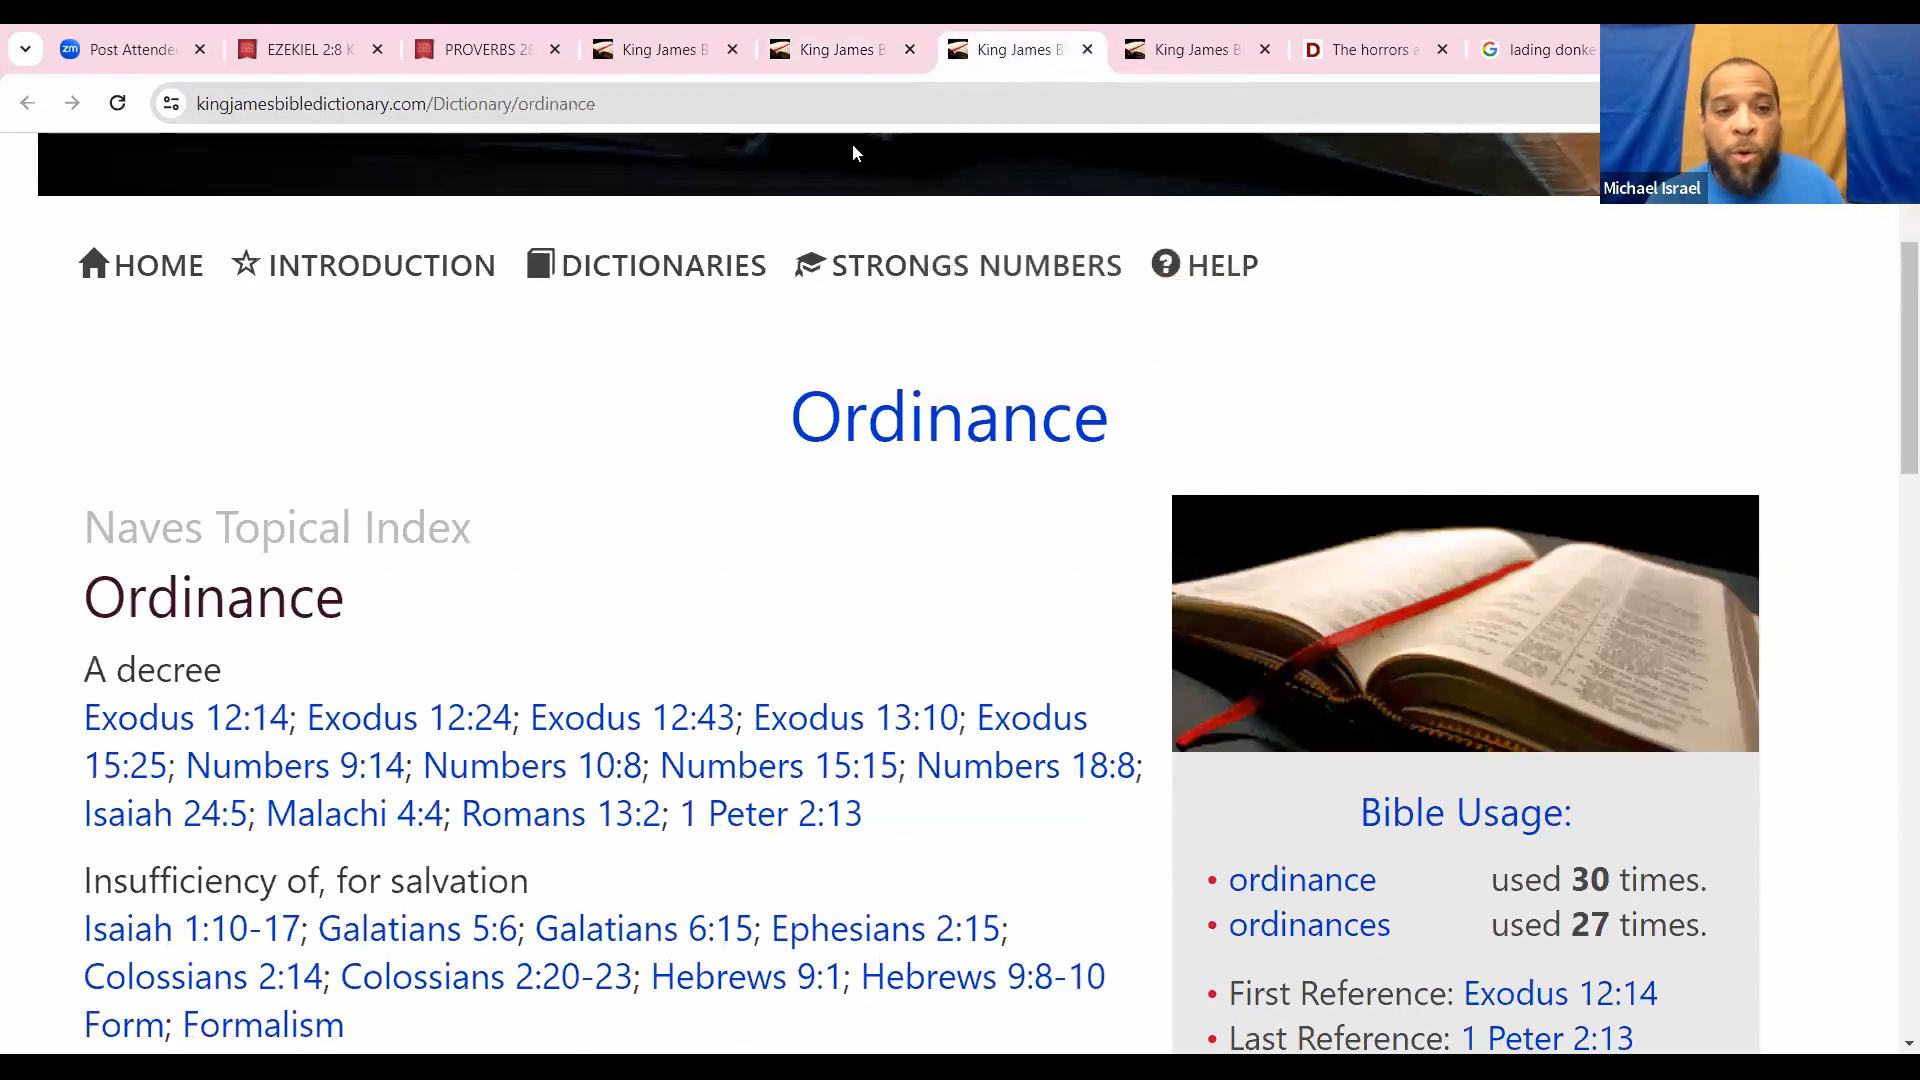 zm Post Attende
EZEKIEL 2:8 K
PROVERBS 28
King James B
King James B
King James B
King James B
D The horrors a
G lading donke
kingjamesbibledictionary.com/Dictionary/ordinance
Michael Israel
HOME INTRODUCTION DICTIONARIES STRONGS NUMBERS HELP
Ordinance
Naves Topical Index
Ordinance
A decree
Exodus 12:14; Exodus 12:24; Exodus 12:43; Exodus 13:10; Exodus
15:25; Numbers 9:14; Numbers 10:8; Numbers 15:15; Numbers 18:8;
Isaiah 24:5; Malachi 4:4; Romans 13:2; 1 Peter 2:13
Insufficiency of, for salvation
Isaiah 1:10-17; Galatians 5:6; Galatians 6:15; Ephesians 2:15;
Colossians 2:14; Colossians 2:20-23; Hebrews 9:1; Hebrews 9:8-10
Form; Formalism
Bible Usage:
• ordinance used 30 times.
• ordinances used 27 times.
• First Reference: Exodus 12:14
• Last Reference: 1 Peter 2:13